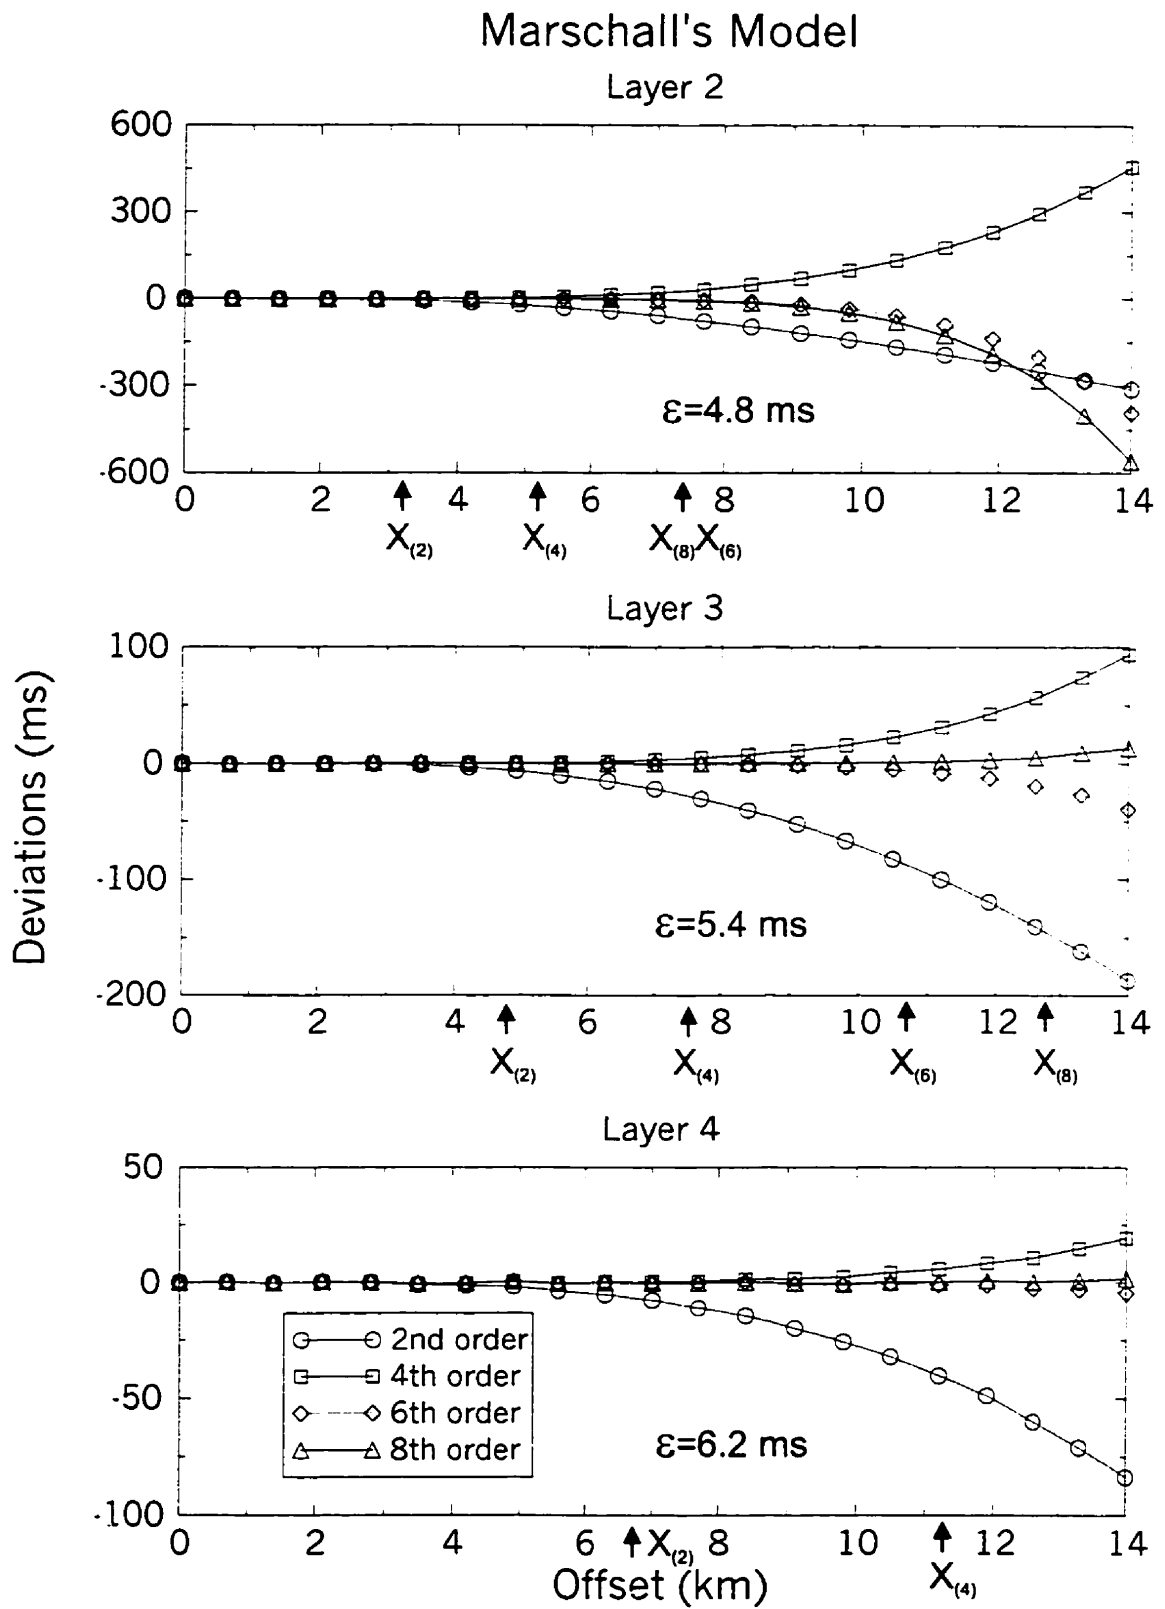 Marschall's Model
Layer 2
600
300
0
-300
-600
ε=4.8 ms
0 2 4 6 8 10 12 14
X(2) X(4) X(8) X(6)
Layer 3
100
0
-100
-200
ε=5.4 ms
0 2 4 6 8 10 12 14
X(2) X(4) X(6) X(8)
Deviations (ms)
Layer 4
50
0
-50
-100
2nd order
4th order
6th order
8th order
ε=6.2 ms
0 2 4 6 8 10 12 14
X(2) X(4)
Offset (km)